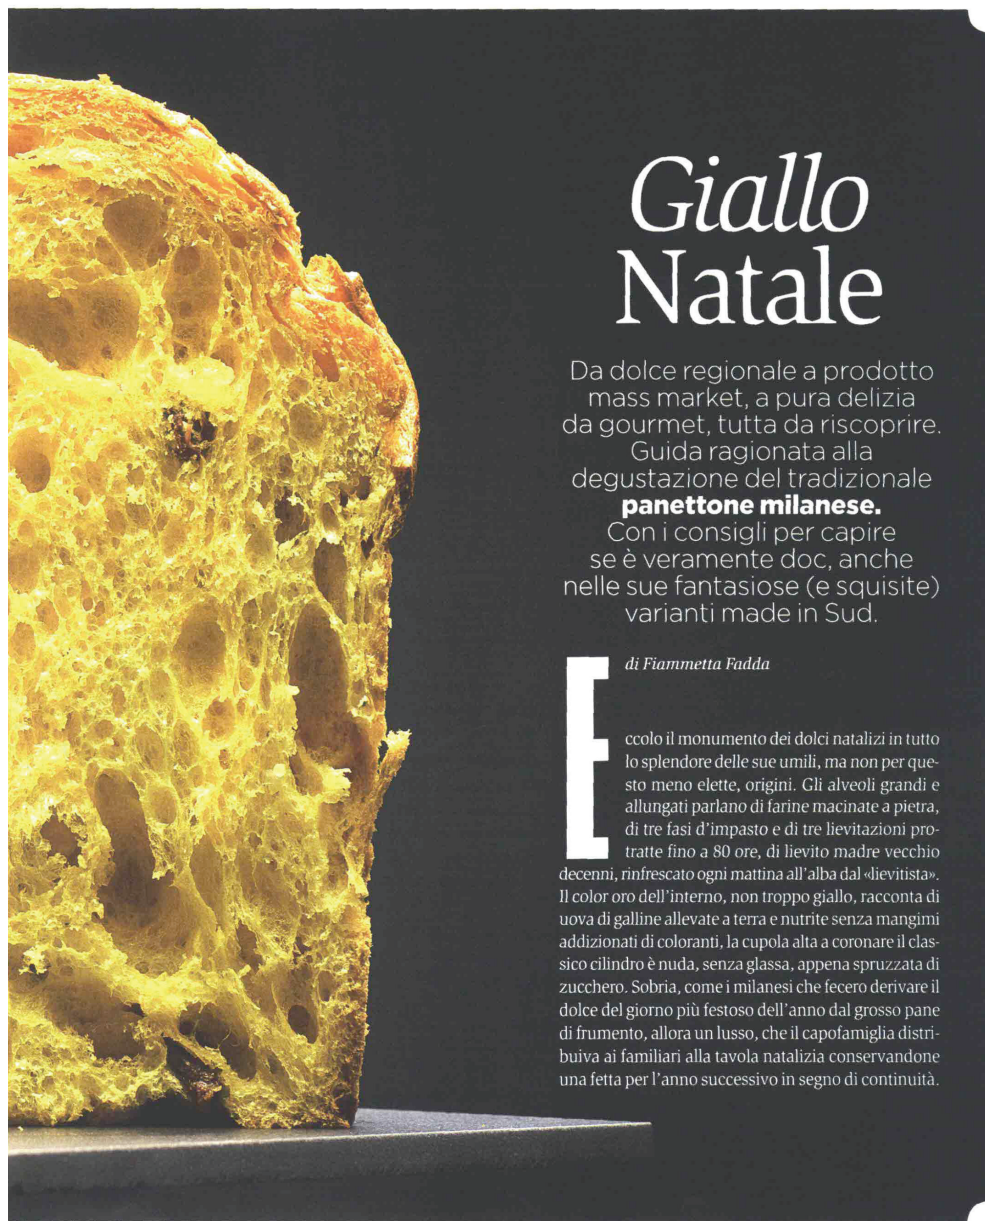 Giallo
Natale
Da dolce regionale a prodotto
mass market, a pura delizia
da gourmet, tutta da riscoprire.
Guida ragionata alla
degustazione del tradizionale
panettone milanese.
Con i consigli per capire
se è veramente doc, anche
nelle sue fantasiose (e squisite)
varianti made in Sud.
di Fiammetta Fadda
Eccolo il monumento dei dolci natalizi in tutto
lo splendore delle sue umili, ma non per que-
sto meno elette, origini. Gli alveoli grandi e
allungati parlano di farine macinate a pietra,
di tre fasi d'impasto e di tre lievitazioni pro-
tratte fino a 80 ore, di lievito madre vecchio
decenni, rinfrescato ogni mattina all'alba dal «lievitista».
Il color oro dell'interno, non troppo giallo, racconta di
uova di galline allevate a terra e nutrite senza mangimi
addizionati di coloranti, la cupola alta a coronare il clas-
sico cilindro è nuda, senza glassa, appena spruzzata di
zucchero. Sobria, come i milanesi che fecero derivare il
dolce del giorno più festoso dell'anno dal grosso pane
di frumento, allora un lusso, che il capofamiglia distri-
buiva ai familiari alla tavola natalizia conservandone
una fetta per l'anno successivo in segno di continuità.